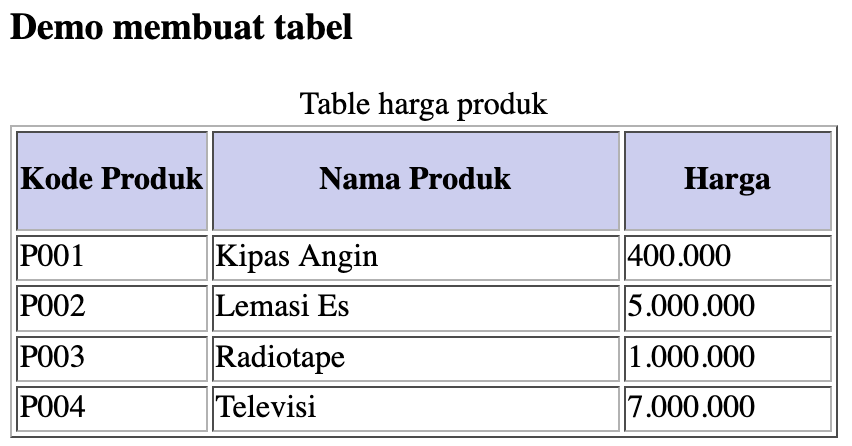 Demo membuat tabel
Table harga produk
Kode Produk Nama Produk Harga
P001 Kipas Angin 400.000
P002 Lemasi Es 5.000.000
P003 Radiotape 1.000.000
P004 Televisi 7.000.000